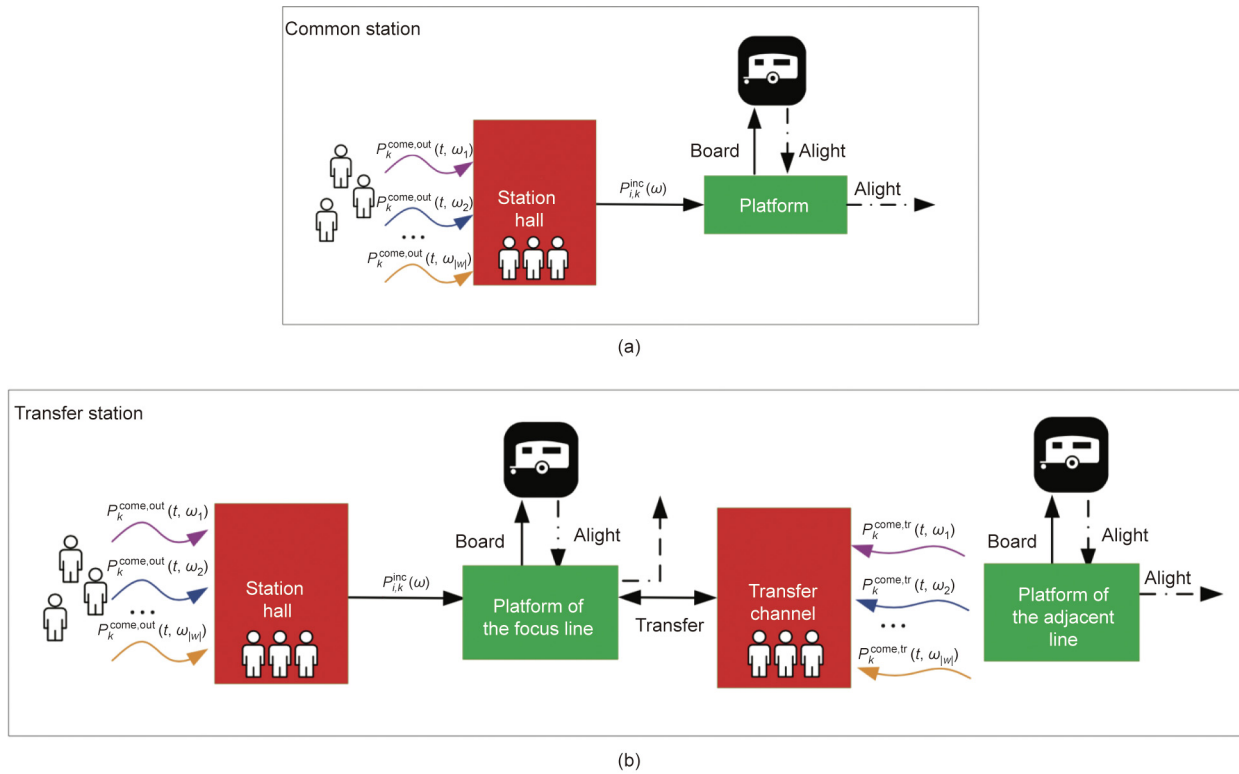 Common station
P_k^{come,out} (t, ω_1)
P_k^{come,out} (t, ω_2)
...
P_k^{come,out} (t, ω_{|w|})
Station
hall
P_{i,k}^{inc}(ω)
Board
Alight
Platform
Alight
(a)
Transfer station
P_k^{come,out} (t, ω_1)
P_k^{come,out} (t, ω_2)
...
P_k^{come,out} (t, ω_{|w|})
Station
hall
P_{i,k}^{inc}(ω)
Board
Alight
Platform of
the focus line
Transfer
Transfer
channel
P_k^{come,tr} (t, ω_1)
P_k^{come,tr} (t, ω_2)
...
P_k^{come,tr} (t, ω_{|w|})
Board
Alight
Platform of
the adjacent
line
Alight
(b)